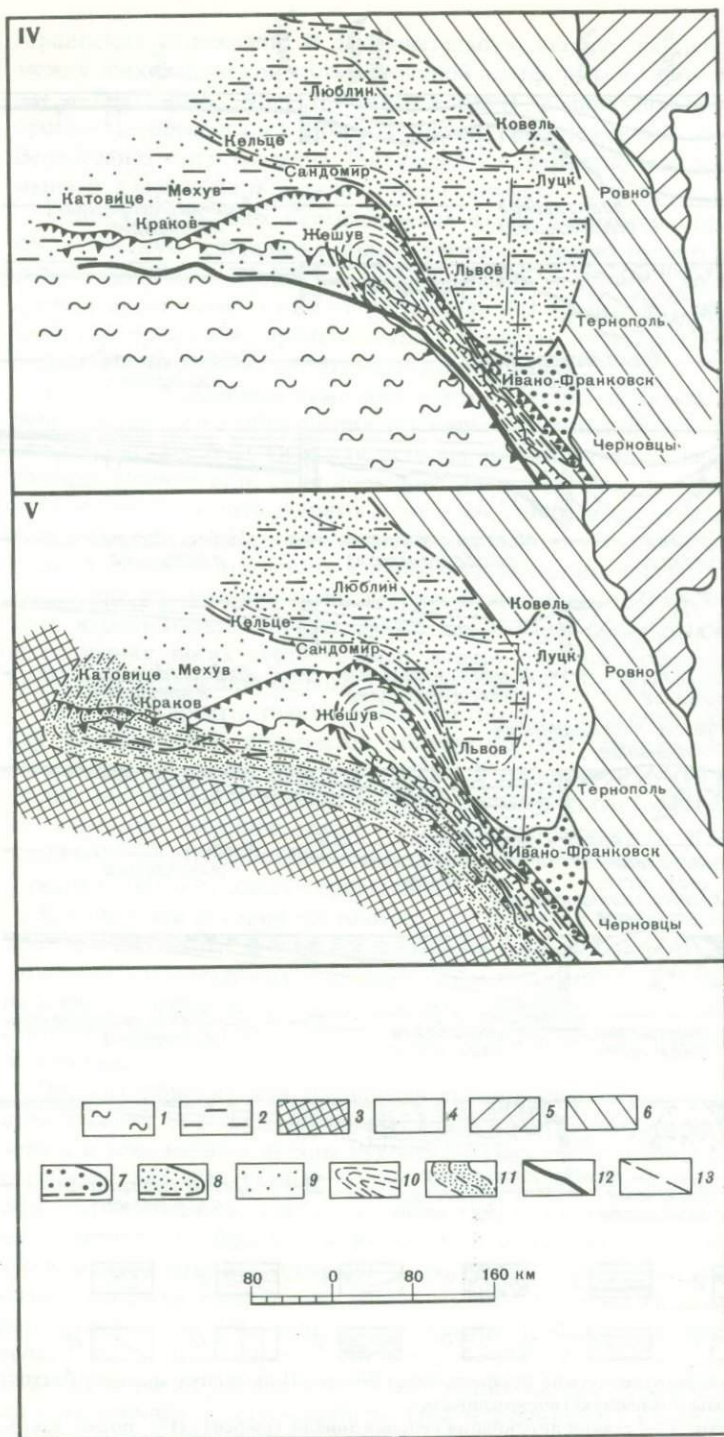 IV
Люблин
Ковель
Кельце
Сандомир
Луцк
Ровно
Катовице
Мехув
Краков
Жешув
Львов
Тернополь
Ивано-Франковск
Черновцы
V
Люблин
Ковель
Кельце
Сандомир
Луцк
Ровно
Катовице
Мехув
Краков
Жешув
Львов
Тернополь
Ивано-Франковск
Черновцы
1 2 3 4 5 6
7 8 9 10 11 12 13
80 0 80 160 км